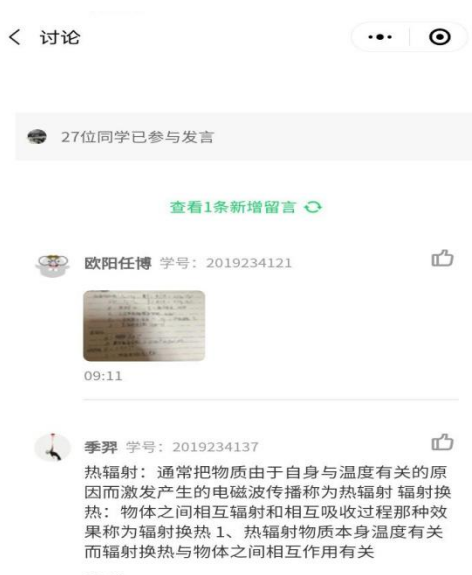 讨论
27位同学已参与发言
查看1条新增留言
欧阳任博 学号：2019234121
09:11
季羿 学号：2019234137
热辐射：通常把物质由于自身与温度有关的原
因而激发产生的电磁波传播称为热辐射 辐射换
热：物体之间相互辐射和相互吸收过程那种效
果称为辐射换热 1、热辐射物质本身温度有关
而辐射换热与物体之间相互作用有关